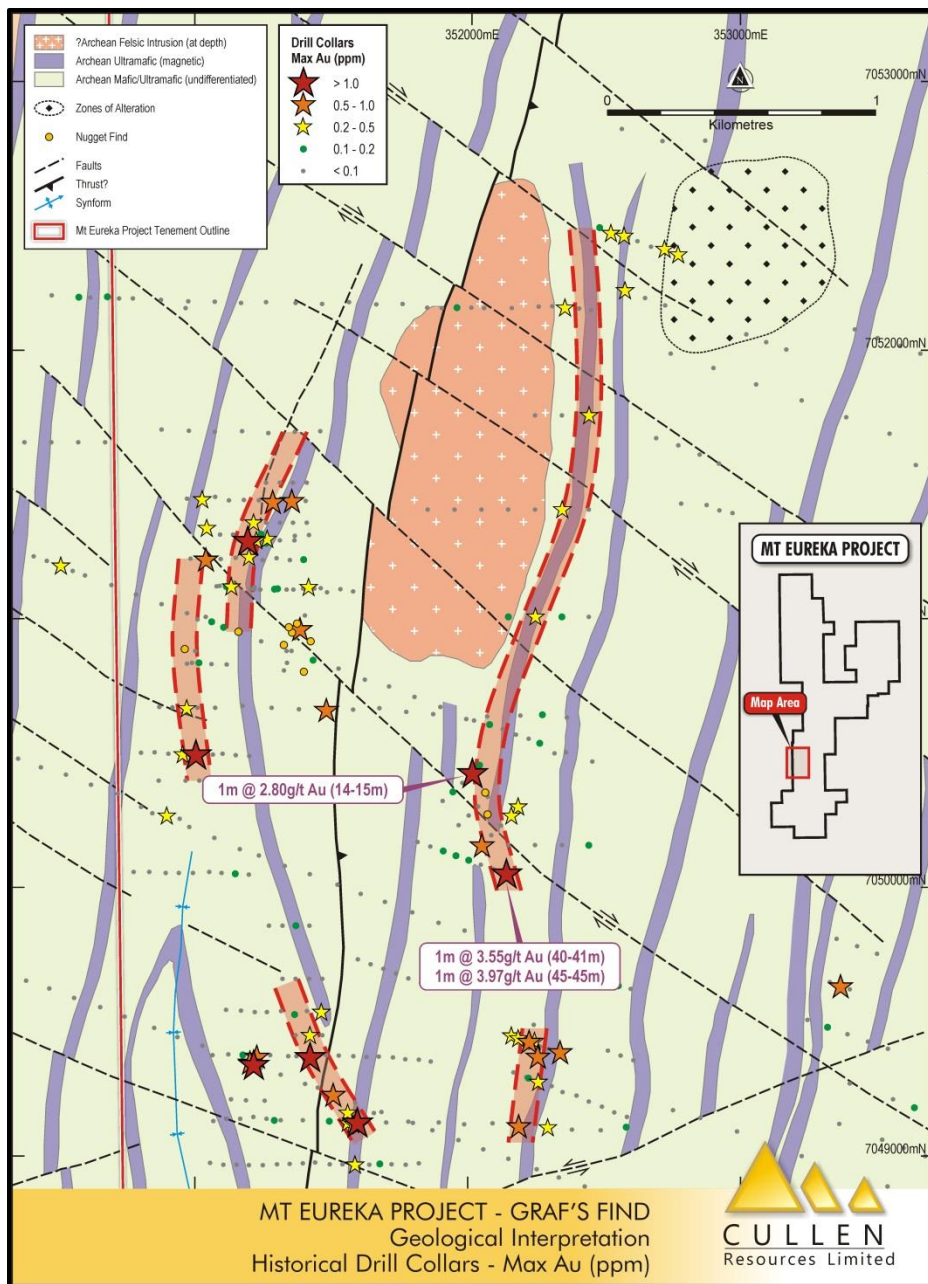 ?Archean Felsic Intrusion (at depth)
Archean Ultramafic (magnetic)
Archean Mafic/Ultramafic (undifferentiated)
Zones of Alteration
Nugget Find
Faults
Thrust?
Synform
Mt Eureka Project Tenement Outline
Drill Collars
Max Au (ppm)
> 1.0
0.5 - 1.0
0.2 - 0.5
0.1 - 0.2
< 0.1
352000mE
353000mE
7053000mN
N
0
1
Kilometres
7052000mN
MT EUREKA PROJECT
Map Area
1m @ 2.80g/t Au (14-15m)
7050000mN
1m @ 3.55g/t Au (40-41m)
1m @ 3.97g/t Au (45-45m)
7049000mN
MT EUREKA PROJECT - GRAF'S FIND
Geological Interpretation
Historical Drill Collars - Max Au (ppm)
CULLEN
Resources Limited